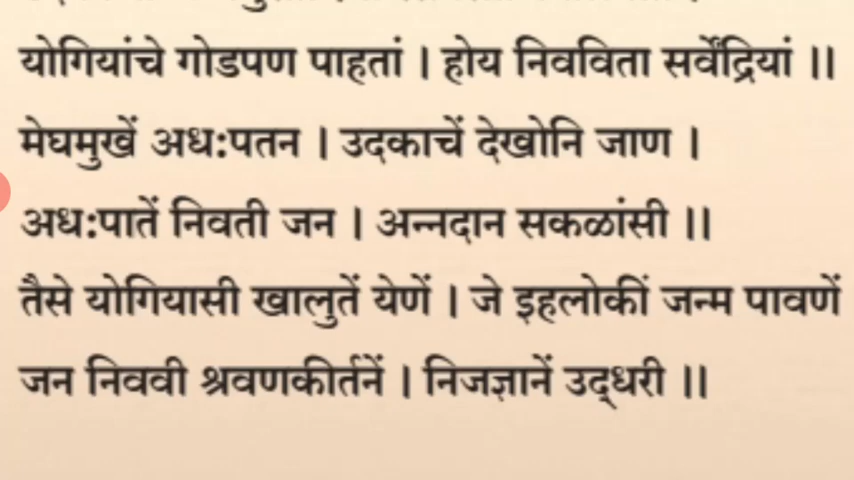 योगियांचे गोडपण पाहतां । होय निवविता सर्वेंद्रियां ।।
मेघमुखें अध:पतन । उदकाचें देखोनि जाण ।
अध:पातें निवती जन । अन्नदान सकळांसी ।।
तैसे योगियासी खालुतें येणें । जे इहलोकीं जन्म पावणें
जन निववी श्रवणकीर्तनें । निजज्ञानें उद्धरी ।।